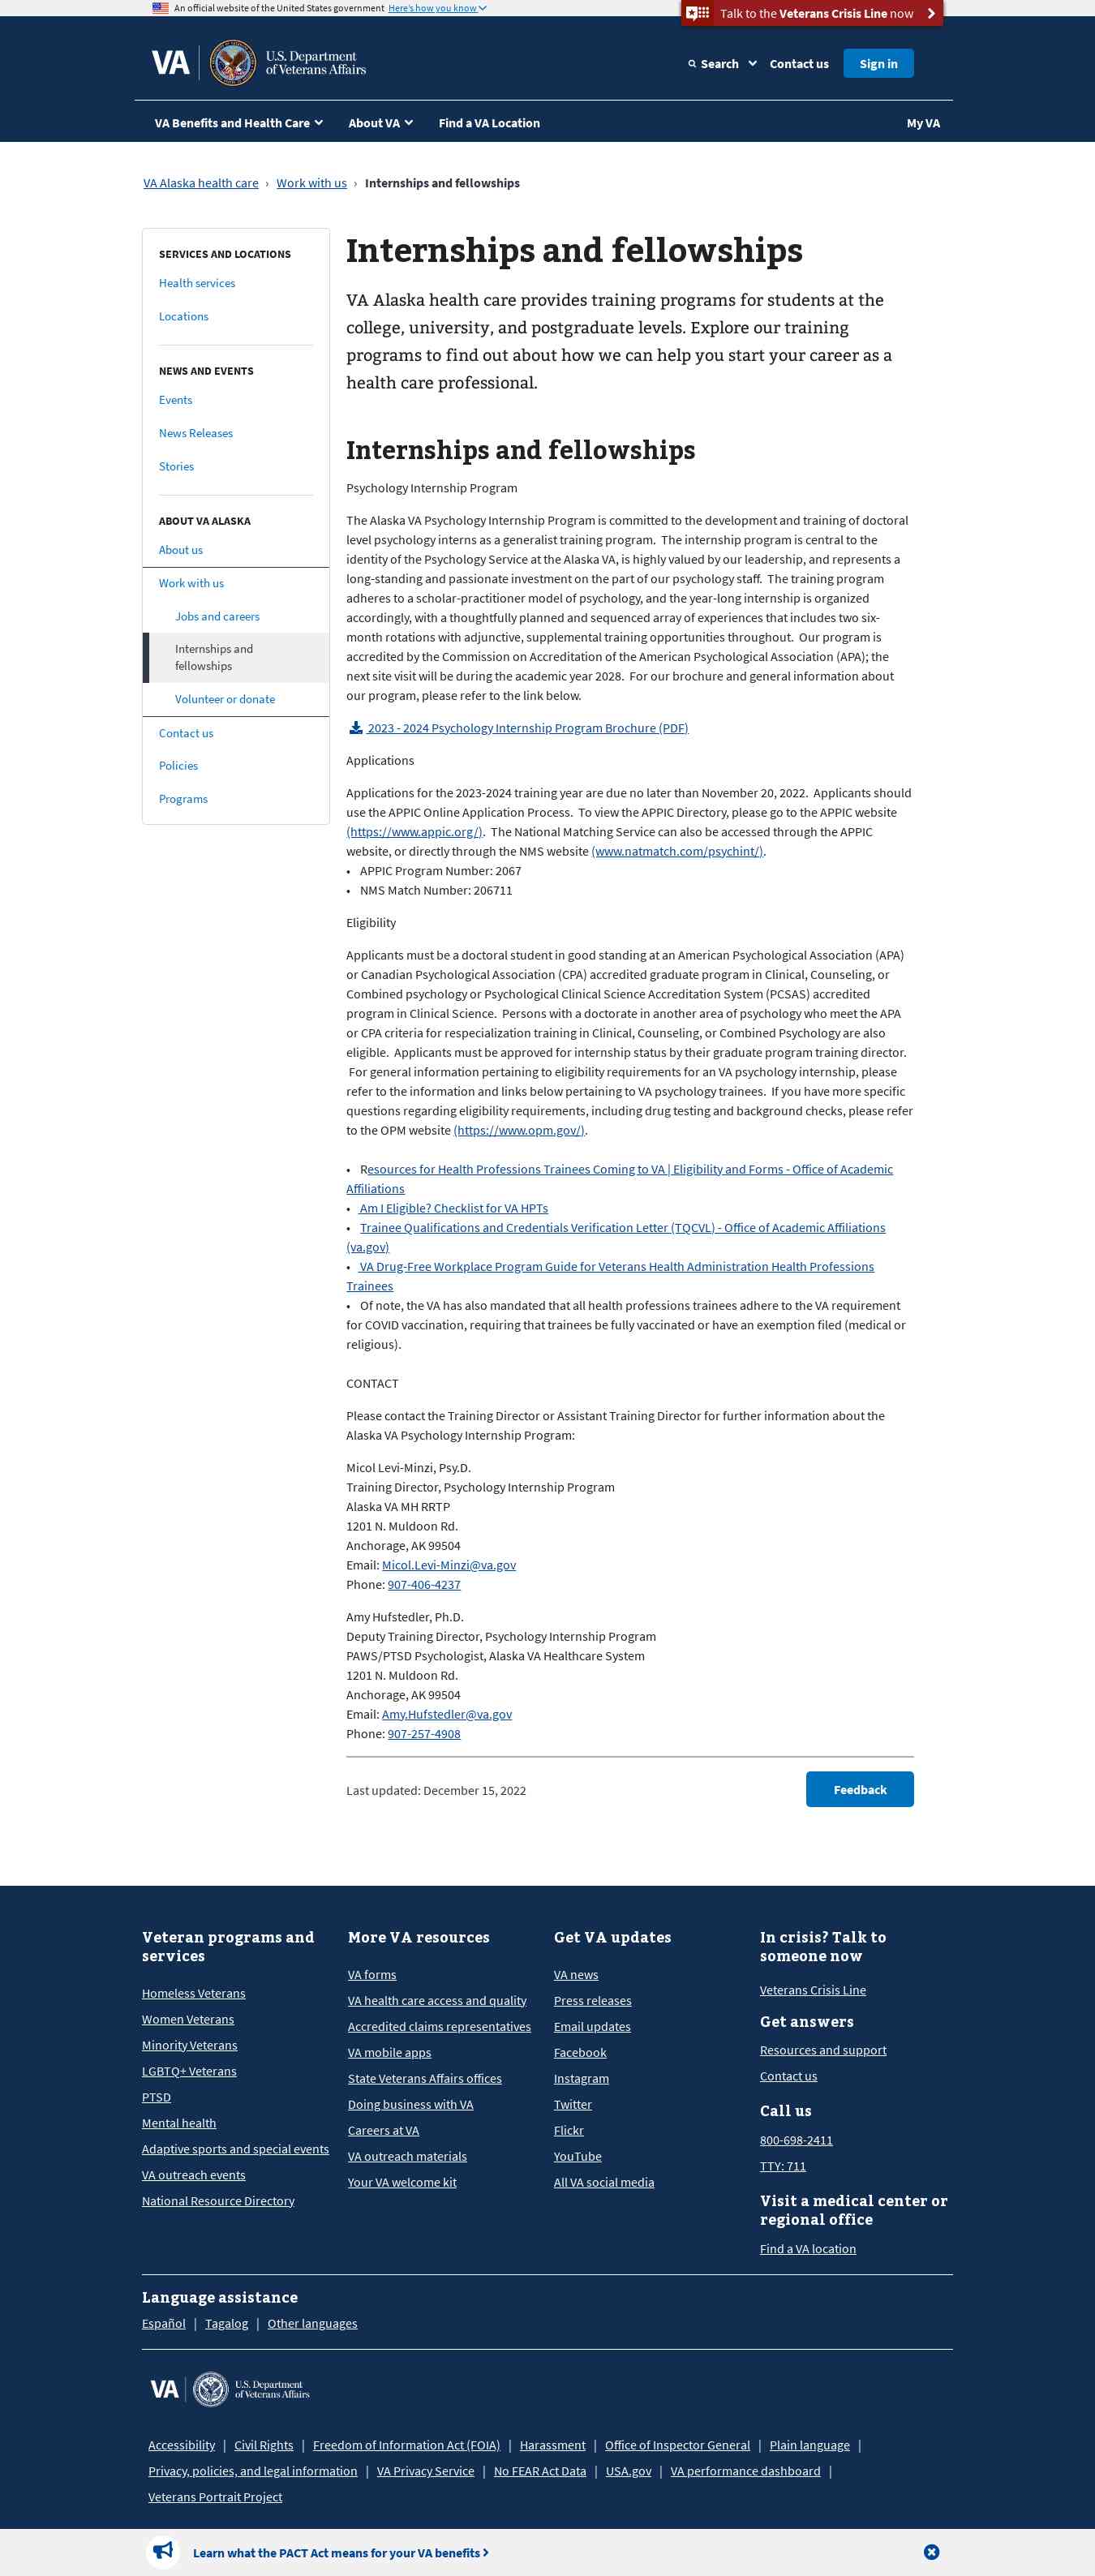 An official website of the United States government Here's how you know
Talk to the Veterans Crisis Line now
VA
U.S. Department
of Veterans Affairs
Search
Contact us
Sign in
VA Benefits and Health Care
About VA
Find a VA Location
My VA
VA Alaska health care › Work with us › Internships and fellowships
SERVICES AND LOCATIONS
Health services
Locations
NEWS AND EVENTS
Events
News Releases
Stories
ABOUT VA ALASKA
About us
Work with us
Jobs and careers
Internships and
fellowships
Volunteer or donate
Contact us
Policies
Programs
Internships and fellowships
VA Alaska health care provides training programs for students at the
college, university, and postgraduate levels. Explore our training
programs to find out about how we can help you start your career as a
health care professional.
Internships and fellowships
Psychology Internship Program
The Alaska VA Psychology Internship Program is committed to the development and training of doctoral
level psychology interns as a generalist training program. The internship program is central to the
identity of the Psychology Service at the Alaska VA, is highly valued by our leadership, and represents a
long-standing and passionate investment on the part of our psychology staff. The training program
adheres to a scholar-practitioner model of psychology, and the year-long internship is organized
accordingly, with a thoughtfully planned and sequenced array of experiences that includes two six-
month rotations with adjunctive, supplemental training opportunities throughout. Our program is
accredited by the Commission on Accreditation of the American Psychological Association (APA); the
next site visit will be during the academic year 2028. For our brochure and general information about
our program, please refer to the link below.
2023 - 2024 Psychology Internship Program Brochure (PDF)
Applications
Applications for the 2023-2024 training year are due no later than November 20, 2022. Applicants should
use the APPIC Online Application Process. To view the APPIC Directory, please go to the APPIC website
(https://www.appic.org/). The National Matching Service can also be accessed through the APPIC
website, or directly through the NMS website (www.natmatch.com/psychint/).
• APPIC Program Number: 2067
• NMS Match Number: 206711
Eligibility
Applicants must be a doctoral student in good standing at an American Psychological Association (APA)
or Canadian Psychological Association (CPA) accredited graduate program in Clinical, Counseling, or
Combined psychology or Psychological Clinical Science Accreditation System (PCSAS) accredited
program in Clinical Science. Persons with a doctorate in another area of psychology who meet the APA
or CPA criteria for respecialization training in Clinical, Counseling, or Combined Psychology are also
eligible. Applicants must be approved for internship status by their graduate program training director.
For general information pertaining to eligibility requirements for an VA psychology internship, please
refer to the information and links below pertaining to VA psychology trainees. If you have more specific
questions regarding eligibility requirements, including drug testing and background checks, please refer
to the OPM website (https://www.opm.gov/).
• Resources for Health Professions Trainees Coming to VA | Eligibility and Forms - Office of Academic
Affiliations
• Am I Eligible? Checklist for VA HPTs
• Trainee Qualifications and Credentials Verification Letter (TQCVL) - Office of Academic Affiliations
(va.gov)
• VA Drug-Free Workplace Program Guide for Veterans Health Administration Health Professions
Trainees
• Of note, the VA has also mandated that all health professions trainees adhere to the VA requirement
for COVID vaccination, requiring that trainees be fully vaccinated or have an exemption filed (medical or
religious).
CONTACT
Please contact the Training Director or Assistant Training Director for further information about the
Alaska VA Psychology Internship Program:
Micol Levi-Minzi, Psy.D.
Training Director, Psychology Internship Program
Alaska VA MH RRTP
1201 N. Muldoon Rd.
Anchorage, AK 99504
Email: Micol.Levi-Minzi@va.gov
Phone: 907-406-4237
Amy Hufstedler, Ph.D.
Deputy Training Director, Psychology Internship Program
PAWS/PTSD Psychologist, Alaska VA Healthcare System
1201 N. Muldoon Rd.
Anchorage, AK 99504
Email: Amy.Hufstedler@va.gov
Phone: 907-257-4908
Last updated: December 15, 2022
Feedback
Veteran programs and
services
Homeless Veterans
Women Veterans
Minority Veterans
LGBTQ+ Veterans
PTSD
Mental health
Adaptive sports and special events
VA outreach events
National Resource Directory
More VA resources
VA forms
VA health care access and quality
Accredited claims representatives
VA mobile apps
State Veterans Affairs offices
Doing business with VA
Careers at VA
VA outreach materials
Your VA welcome kit
Get VA updates
VA news
Press releases
Email updates
Facebook
Instagram
Twitter
Flickr
YouTube
All VA social media
In crisis? Talk to
someone now
Veterans Crisis Line
Get answers
Resources and support
Contact us
Call us
800-698-2411
TTY: 711
Visit a medical center or
regional office
Find a VA location
Language assistance
Español | Tagalog | Other languages
VA
U.S. Department
of Veterans Affairs
Accessibility | Civil Rights | Freedom of Information Act (FOIA) | Harassment | Office of Inspector General | Plain language |
Privacy, policies, and legal information | VA Privacy Service | No FEAR Act Data | USA.gov | VA performance dashboard |
Veterans Portrait Project
Learn what the PACT Act means for your VA benefits